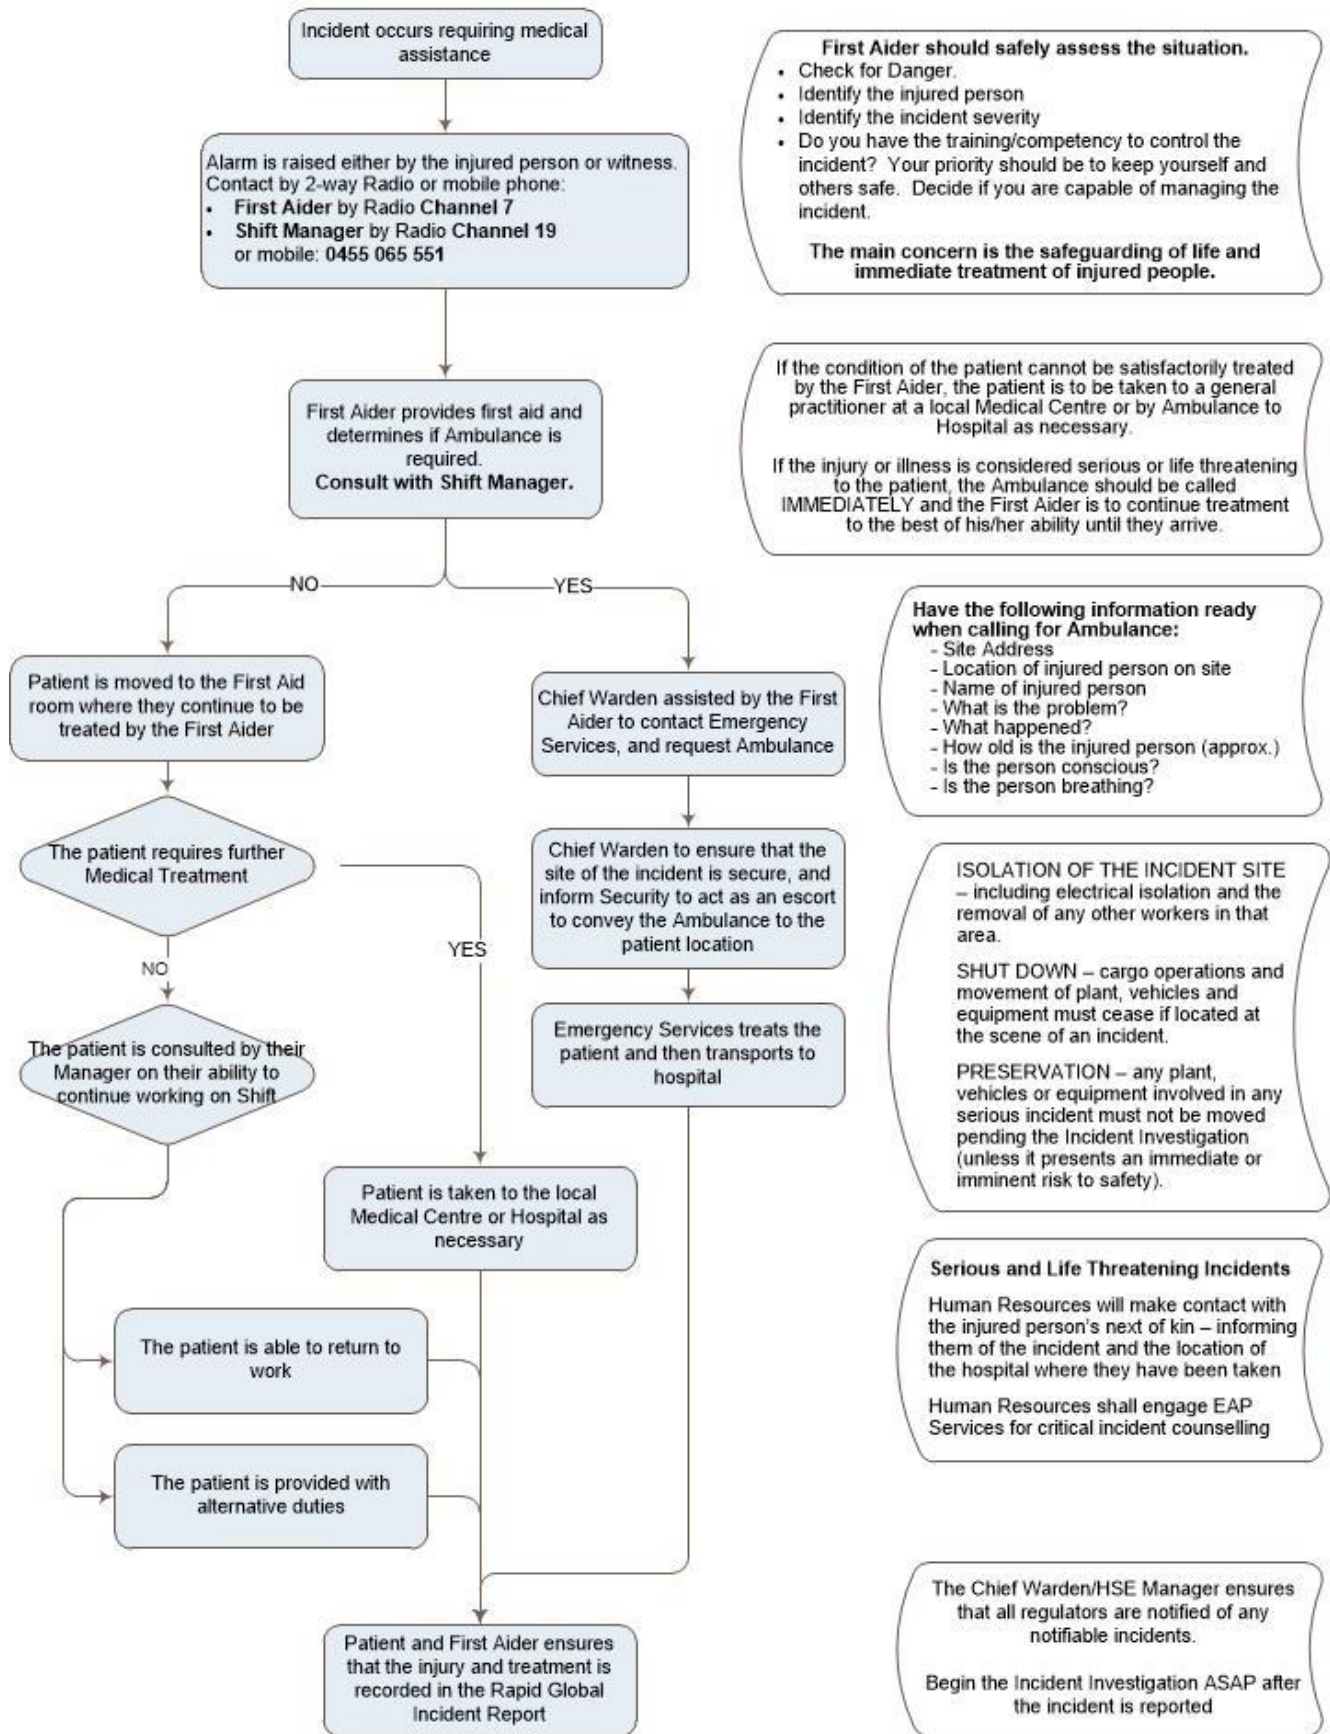 Incident occurs requiring medical
assistance
First Aider should safely assess the situation.
• Check for Danger.
• Identify the injured person
• Identify the incident severity
• Do you have the training/competency to control the
incident? Your priority should be to keep yourself and
others safe. Decide if you are capable of managing the
incident.
The main concern is the safeguarding of life and
immediate treatment of injured people.
Alarm is raised either by the injured person or witness.
Contact by 2-way Radio or mobile phone:
• First Aider by Radio Channel 7
• Shift Manager by Radio Channel 19
or mobile: 0455 065 551
If the condition of the patient cannot be satisfactorily treated
by the First Aider, the patient is to be taken to a general
practitioner at a local Medical Centre or by Ambulance to
Hospital as necessary.
If the injury or illness is considered serious or life threatening
to the patient, the Ambulance should be called
IMMEDIATELY and the First Aider is to continue treatment
to the best of his/her ability until they arrive.
First Aider provides first aid and
determines if Ambulance is
required.
Consult with Shift Manager.
NO
YES
Have the following information ready
when calling for Ambulance:
- Site Address
- Location of injured person on site
- Name of injured person
- What is the problem?
- What happened?
- How old is the injured person (approx.)
- Is the person conscious?
- Is the person breathing?
Patient is moved to the First Aid
room where they continue to be
treated by the First Aider
Chief Warden assisted by the First
Aider to contact Emergency
Services, and request Ambulance
The patient requires further
Medical Treatment
Chief Warden to ensure that the
site of the incident is secure, and
inform Security to act as an escort
to convey the Ambulance to the
patient location
ISOLATION OF THE INCIDENT SITE
– including electrical isolation and the
removal of any other workers in that
area.
SHUT DOWN – cargo operations and
movement of plant, vehicles and
equipment must cease if located at
the scene of an incident.
PRESERVATION – any plant,
vehicles or equipment involved in any
serious incident must not be moved
pending the Incident Investigation
(unless it presents an immediate or
imminent risk to safety).
YES
NO
The patient is consulted by their
Manager on their ability to
continue working on Shift
Emergency Services treats the
patient and then transports to
hospital
Patient is taken to the local
Medical Centre or Hospital as
necessary
Serious and Life Threatening Incidents
Human Resources will make contact with
the injured person's next of kin – informing
them of the incident and the location of
the hospital where they have been taken
Human Resources shall engage EAP
Services for critical incident counselling
The patient is able to return to
work
The patient is provided with
alternative duties
Patient and First Aider ensures
that the injury and treatment is
recorded in the Rapid Global
Incident Report
The Chief Warden/HSE Manager ensures
that all regulators are notified of any
notifiable incidents.
Begin the Incident Investigation ASAP after
the incident is reported